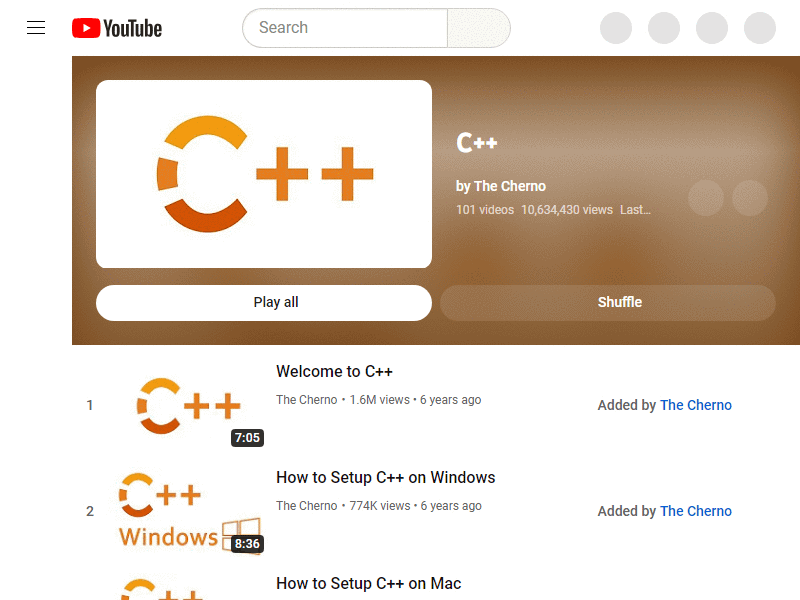 YouTube
Search
C++
C++
by The Cherno
101 videos 10,634,430 views Last...
Play all
Shuffle
1
C++
7:05
Welcome to C++
The Cherno • 1.6M views • 6 years ago
Added by The Cherno
2
C++
Windows
8:36
How to Setup C++ on Windows
The Cherno • 774K views • 6 years ago
Added by The Cherno
C++
How to Setup C++ on Mac